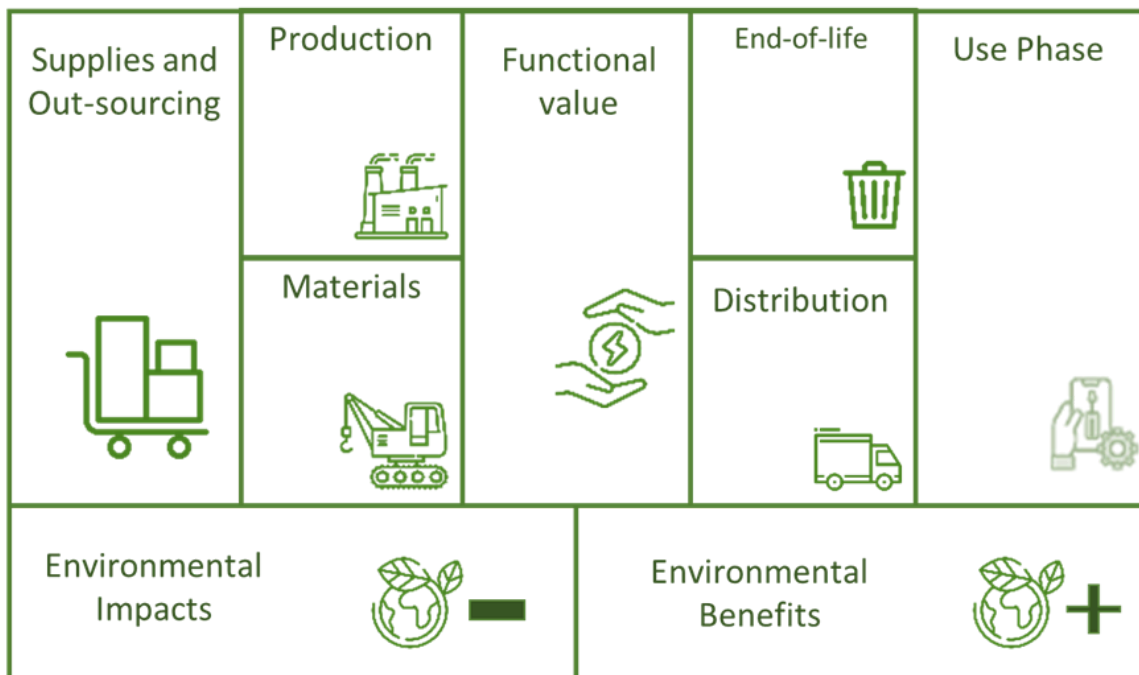 Supplies and
Out-sourcing
Production
Materials
Functional
value
End-of-life
Distribution
Use Phase
Environmental
Impacts
Environmental
Benefits